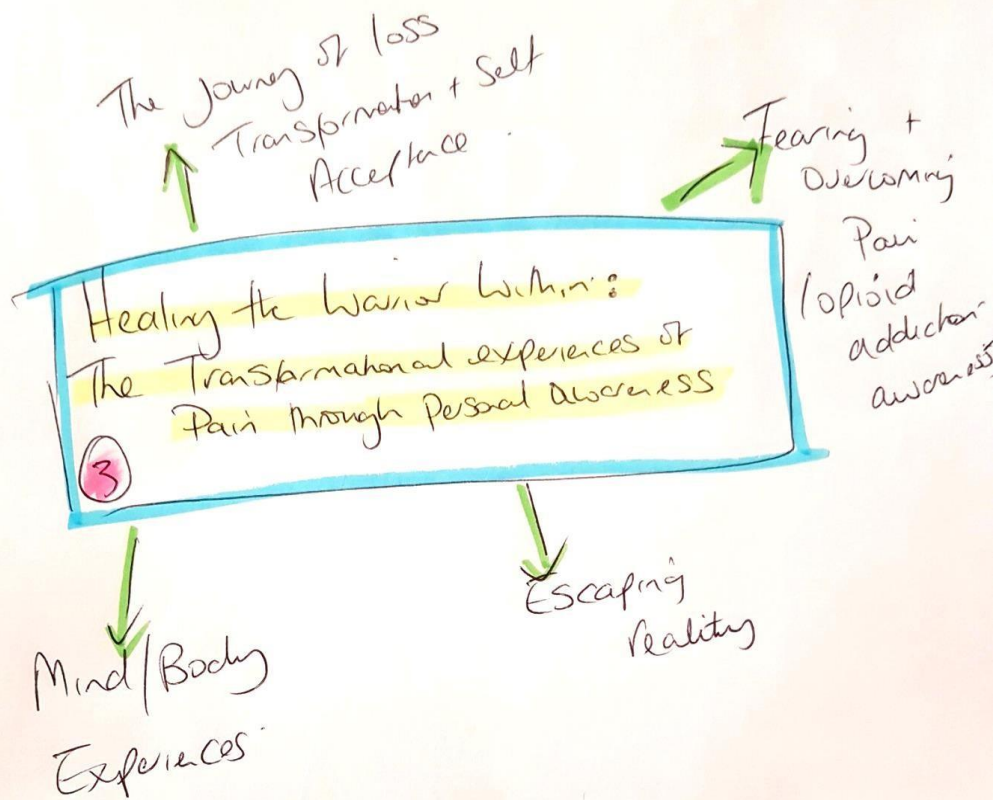 The Journey of loss
Transformation + Self
Acceptance
Fearing +
Overcoming
Pain
/opioid
addiction
awareness
Healing the Warrior Within:
The Transformational experiences of
Pain through personal awareness
3
Escaping
reality
Mind/Body
Experiences